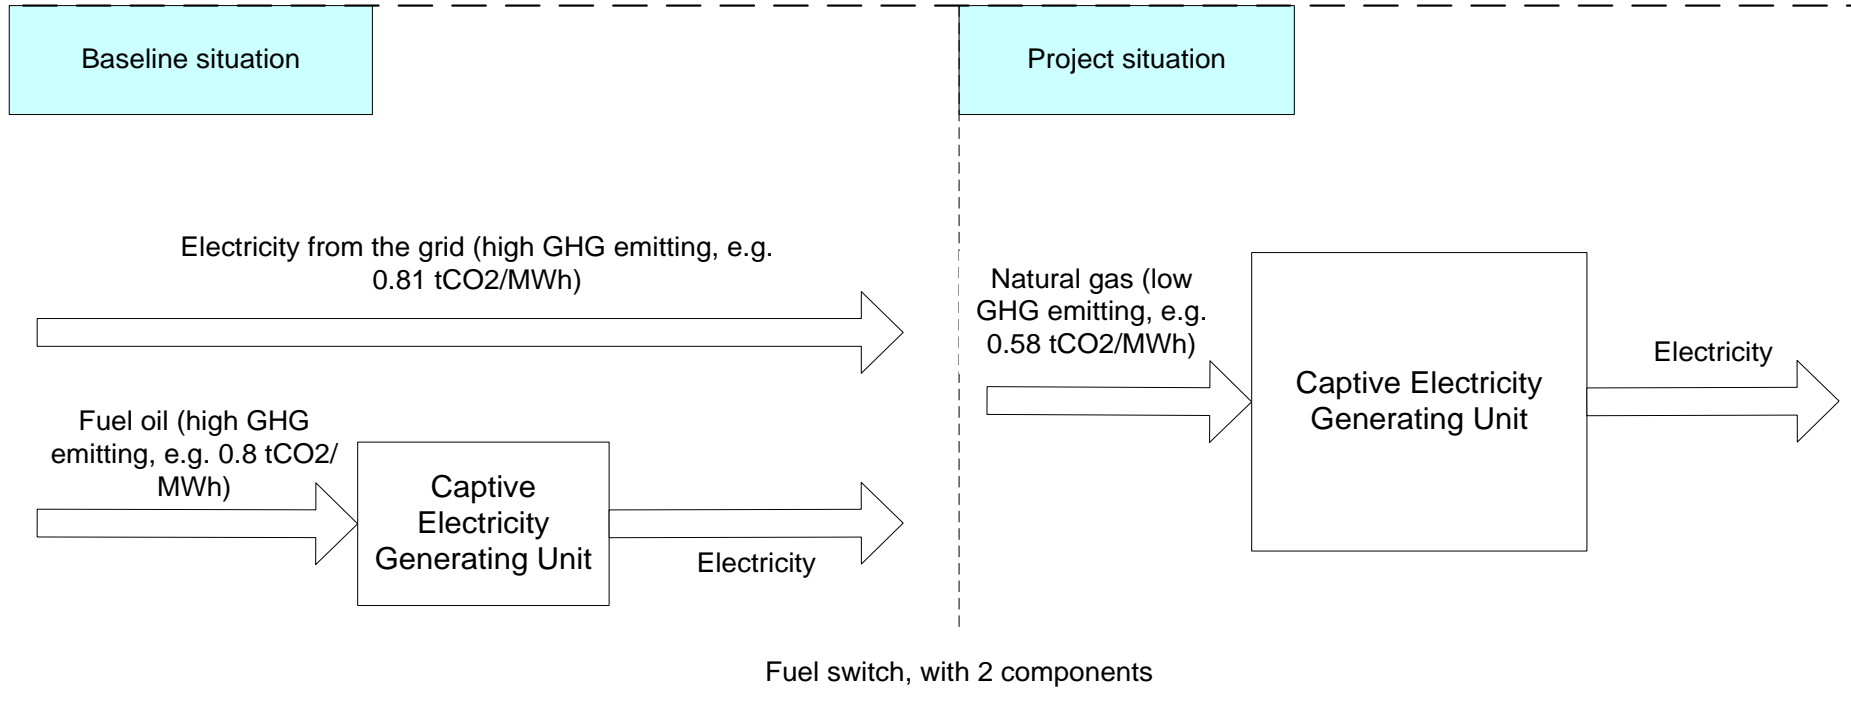 Baseline situation
Project situation
Electricity from the grid (high GHG emitting, e.g.
0.81 tCO2/MWh)
Fuel oil (high GHG
emitting, e.g. 0.8 tCO2/
MWh)
Captive
Electricity
Generating Unit
Electricity
Natural gas (low
GHG emitting, e.g.
0.58 tCO2/MWh)
Captive Electricity
Generating Unit
Electricity
Fuel switch, with 2 components